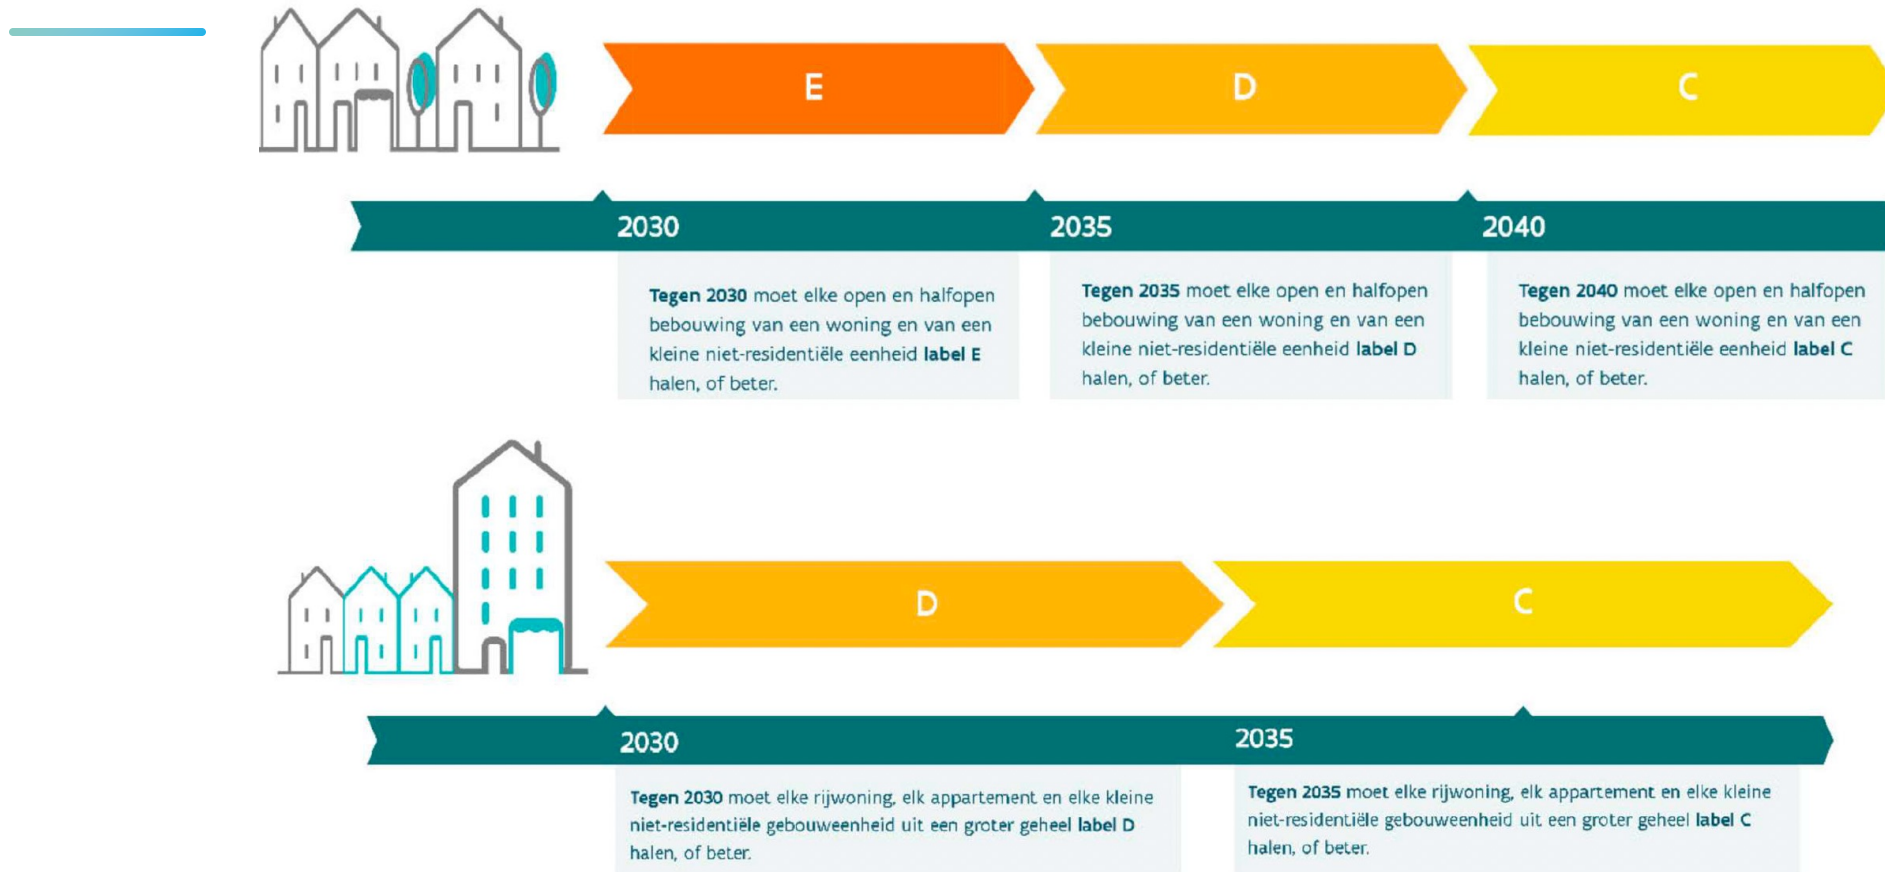 E
D
C
2030
2035
2040
Tegen 2030 moet elke open en halfopen
bebouwing van een woning en van een
kleine niet-residentiële eenheid label E
halen, of beter.
Tegen 2035 moet elke open en halfopen
bebouwing van een woning en van een
kleine niet-residentiële eenheid label D
halen, of beter.
Tegen 2040 moet elke open en halfopen
bebouwing van een woning en van een
kleine niet-residentiële eenheid label C
halen, of beter.
D
C
2030
2035
Tegen 2030 moet elke rijwoning, elk appartement en elke kleine
niet-residentiële gebouweenheid uit een groter geheel label D
halen, of beter.
Tegen 2035 moet elke rijwoning, elk appartement en elke kleine
niet-residentiële gebouweenheid uit een groter geheel label C
halen, of beter.